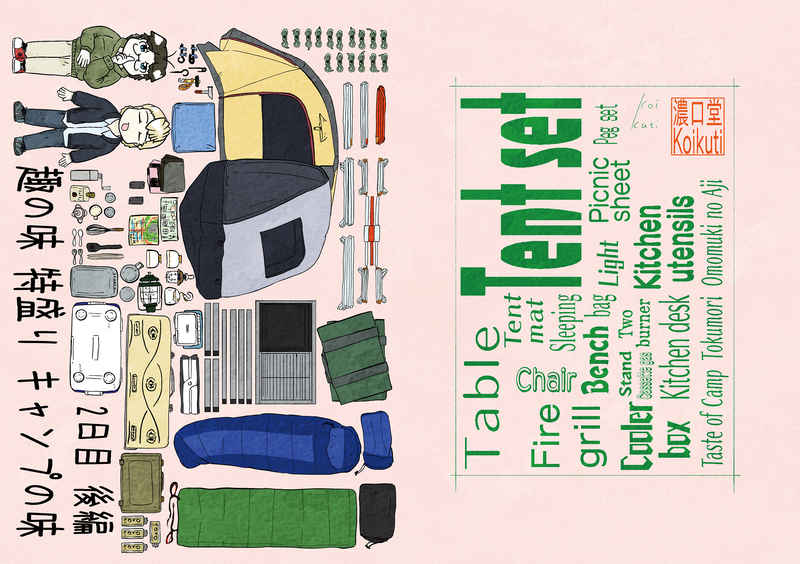 趣の味 特盛り キャンプの味
2日目 後編
Koi
Kuti.
濃口堂
Koikuti
Tent set
Peg set
Picnic
sheet
Table
Tent
mat
Sleeping
bag
Light
Kitchen
utensils
Chair
Bench
Fire
grill
Stand
Two
burner
Cassette gas
Kitchen desk
Cooler
box
Taste of Camp Tokumori Omomuki no Aji